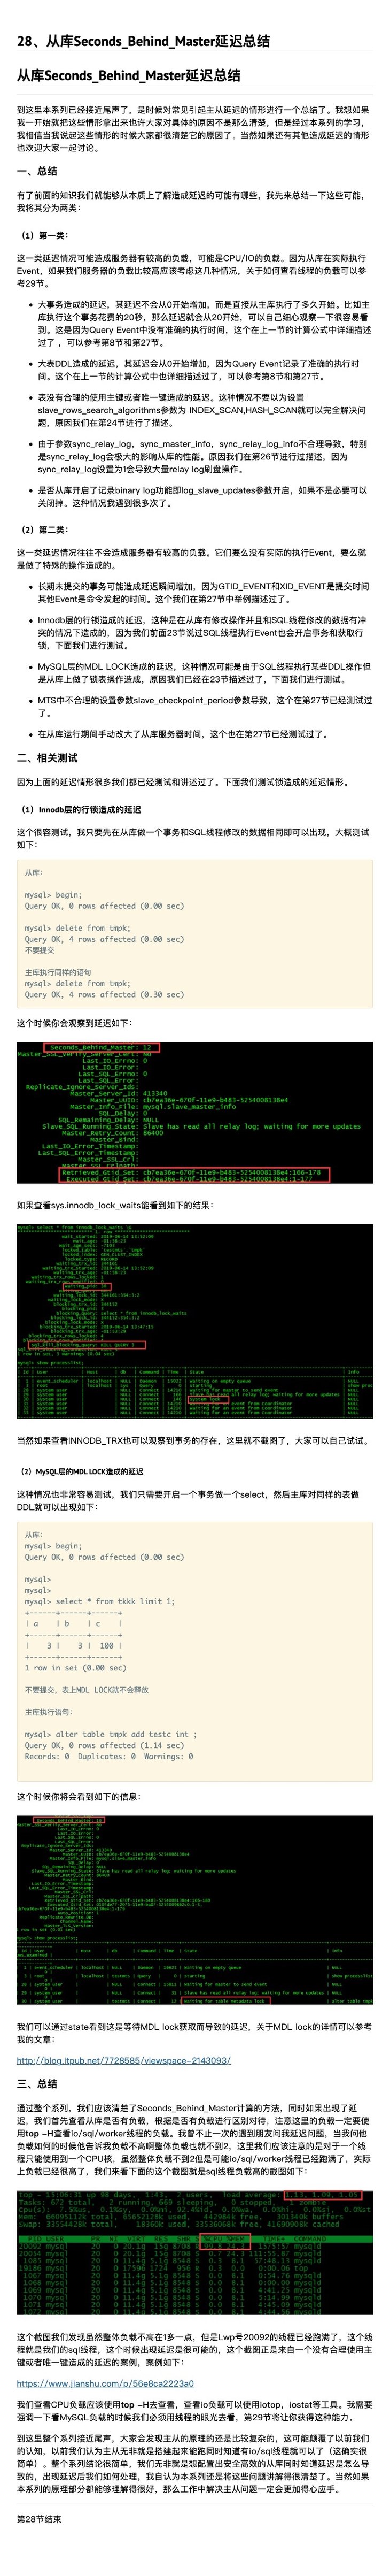 28、从库Seconds_Behind_Master延迟总结
从库Seconds_Behind_Master延迟总结
到这里本系列已经接近尾声了，是时候对常见引起主从延迟的情形进行一个总结了。我想如果
我一开始就把这些情形拿出来也许大家对具体的原因不是那么清楚，但是经过本系列的学习，
我相信当我说起这些情形的时候大家都很清楚它的原因了。当然如果还有其他造成延迟的情形
也欢迎大家一起讨论。
一、总结
有了前面的知识我们就能够从本质上了解造成延迟的可能有哪些，我先来总结一下这些可能，
我将其分为两类：
（1）第一类：
这一类延迟情况可能造成服务器有较高的负载，可能是CPU/IO的负载。因为从库在实际执行
Event，如果我们服务器的负载比较高应该考虑这几种情况，关于如何查看线程的负载可以参
考29节。
• 大事务造成的延迟，其延迟不会从0开始增加，而是直接从主库执行了多久开始。比如主
库执行这个事务花费的20秒，那么延迟就会从20开始，可以自己细心观察一下很容易看
到。这是因为Query Event中没有准确的执行时间，这个在上一节的计算公式中详细描述
过了 ，可以参考第8节和第27节。
• 大表DDL造成的延迟，其延迟会从0开始增加，因为Query Event记录了准确的执行时
间。这个在上一节的计算公式中也详细描述过了，可以参考第8节和第27节。
• 表没有合理的使用主键或者唯一键造成的延迟。这种情况不要以为设置
slave_rows_search_algorithms参数为 INDEX_SCAN,HASH_SCAN就可以完全解决问
题，原因我们在第24节进行了描述。
• 由于参数sync_relay_log，sync_master_info，sync_relay_log_info不合理导致，特别
是sync_relay_log会极大的影响从库的性能。原因我们在第26节进行过描述，因为
sync_relay_log设置为1会导致大量relay log刷盘操作。
• 是否从库开启了记录binary log功能即log_slave_updates参数开启，如果不是必要可以
关闭掉。这种情况我遇到很多次了。
（2）第二类：
这一类延迟情况往往不会造成服务器有较高的负载。它们要么没有实际的执行Event，要么就
是做了特殊的操作造成的。
• 长期未提交的事务可能造成延迟瞬间增加，因为GTID_EVENT和XID_EVENT是提交时间
其他Event是命令发起的时间。这个我们在第27节中举例描述过了。
• Innodb层的行锁造成的延迟，这种是在从库有修改操作并且和SQL线程修改的数据有冲
突的情况下造成的，因为我们前面23节说过SQL线程执行Event也会开启事务和获取行
锁，下面我们进行测试。
• MySQL层的MDL LOCK造成的延迟，这种情况可能是由于SQL线程执行某些DDL操作但
是从库上做了锁表操作造成，原因我们已经在23节描述过了，下面我们进行测试。
• MTS中不合理的设置参数slave_checkpoint_period参数导致，这个在第27节已经测试过
了。
• 在从库运行期间手动改大了从库服务器时间，这个也在第27节已经测试过了。
二、相关测试
因为上面的延迟情形很多我们都已经测试和讲述过了。下面我们测试锁造成的延迟情形。
（1）Innodb层的行锁造成的延迟
这个很容测试，我只要先在从库做一个事务和SQL线程修改的数据相同即可以出现，大概测试
如下：
从库：
mysql> begin;
Query OK, 0 rows affected (0.00 sec)
mysql> delete from tmpk;
Query OK, 4 rows affected (0.00 sec)
不要提交
主库执行同样的语句
mysql> delete from tmpk;
Query OK, 4 rows affected (0.30 sec)
这个时候你会观察到延迟如下：
Seconds_Behind_Master: 12
Master_SSL_Verify_Server_Cert: No
Last_IO_Errno: 0
Last_IO_Error:
Last_SQL_Errno: 0
Last_SQL_Error:
Replicate_Ignore_Server_Ids:
Master_Server_Id: 413340
Master_UUID: cb7ea36e-670f-11e9-b483-5254008138e4
Master_Info_File: mysql.slave_master_info
SQL_Delay: 0
SQL_Remaining_Delay: NULL
Slave_SQL_Running_State: Slave has read all relay log; waiting for more updates
Master_Retry_Count: 86400
Master_Bind:
Last_IO_Error_Timestamp:
Last_SQL_Error_Timestamp:
Master_SSL_Crl:
Retrieved_Gtid_Set: cb7ea36e-670f-11e9-b483-5254008138e4:166-178
Executed_Gtid_Set: cb7ea36e-670f-11e9-b483-5254008138e4:1-177
如果查看sys.innodb_lock_waits能看到如下的结果：
mysql> select * from innodb_lock_waits \G
mysql> show processlist;
当然如果查看INNODB_TRX也可以观察到事务的存在，这里就不截图了，大家可以自己试试。
（2）MySQL层的MDL LOCK造成的延迟
这种情况也非常容易测试，我们只需要开启一个事务做一个select，然后主库对同样的表做
DDL就可以出现如下：
从库：
mysql> begin;
Query OK, 0 rows affected (0.00 sec)
mysql>
mysql>
mysql> select * from tkkk limit 1;
+------+------+------+
| a    | b    | c    |
+------+------+------+
|    3 |    3 |  100 |
+------+------+------+
1 row in set (0.00 sec)
不要提交，表上MDL LOCK就不会释放
主库执行语句：
mysql> alter table tmpk add testc int ;
Query OK, 0 rows affected (1.14 sec)
Records: 0  Duplicates: 0  Warnings: 0
这个时候你将会看到如下的信息：
mysql> show processlist;
我们可以通过state看到这是等待MDL lock获取而导致的延迟，关于MDL lock的详情可以参考
我的文章：
http://blog.itpub.net/7728585/viewspace-2143093/
三、总结
通过整个系列，我们应该清楚了Seconds_Behind_Master计算的方法，同时如果出现了延
迟，我们首先查看从库是否有负载，根据是否有负载进行区别对待，注意这里的负载一定要使
用top -H查看io/sql/worker线程的负载。我曾不止一次的遇到朋友问我延迟问题，当我问他
负载如何的时候他告诉我负载不高啊整体负载也就不到2，这里我们应该注意的是对于一个线
程只能使用到一个CPU核，虽然整体负载不到2但是可能io/sql/worker线程已经跑满了，实际
上负载已经很高了，我们来看下面的这个截图就是sql线程负载高的截图如下：
PID USER PR NI VIRT RES SHR S %CPU %MEM TIME+ COMMAND
这个截图我们发现虽然整体负载不高在1多一点，但是Lwp号20092的线程已经跑满了，这个线
程就是我们的sql线程，这个时候出现延迟是很可能的，这个截图正是来自一个没有合理使用主
键或者唯一键造成的延迟的案例，案例如下：
https://www.jianshu.com/p/56e8ca2223a0
我们查看CPU负载应该使用top -H去查看，查看io负载可以使用iotop，iostat等工具。我需要
强调一下看MySQL负载的时候我们必须用线程的眼光去看，第29节将让你获得这种能力。
到这里整个系列接近尾声，大家会发现主从的原理的还是比较复杂的，这可能颠覆了以前我们
的认知，以前我们认为主从无非就是搭建起来能跑同时知道有io/sql线程就可以了（这确实很
简单）。整个系列结论很简单，我们无非就是想配置出安全高效的从库同时知道延迟是怎么导
致的，出现延迟后我们如何处理，我自认为本系列还是将这些问题讲解得很清楚了。当然如果
本系列的原理部分都能够理解得很好，那么工作中解决主从问题一定会更加得心应手。
第28节结束